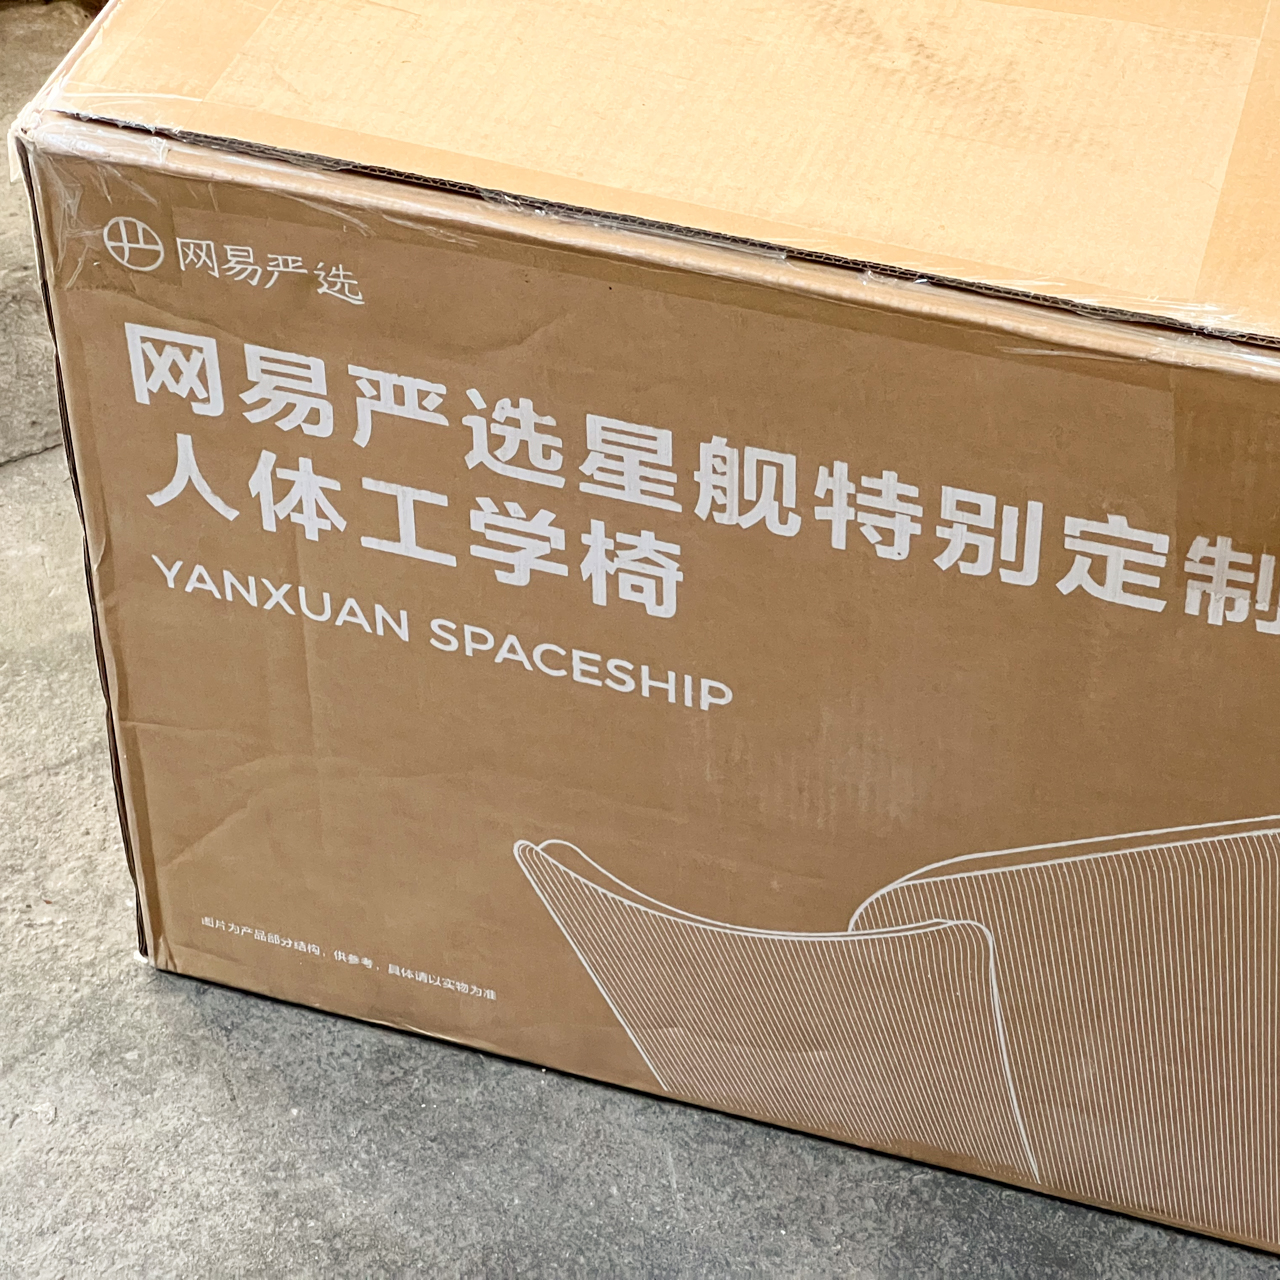 网易严选
网易严选星舰特别定制
人体工学椅
YANXUAN SPACESHIP
图片为产品部分结构，供参考，具体请以实物为准